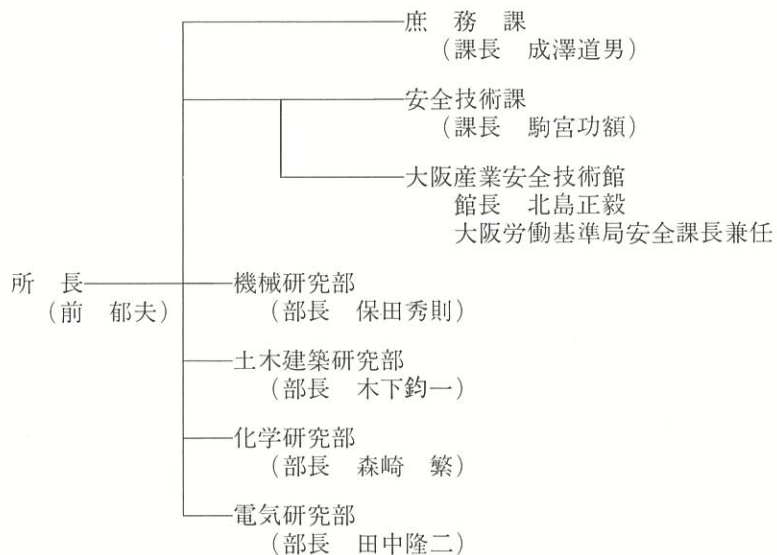 庶　務　課
（課長　成澤道男）
安全技術課
（課長　駒宮功額）
大阪産業安全技術館
館長　北島正毅
大阪労働基準局安全課長兼任
所　長
（前　郁夫）
機械研究部
（部長　保田秀則）
土木建築研究部
（部長　木下鈞一）
化学研究部
（部長　森崎　繁）
電気研究部
（部長　田中隆二）